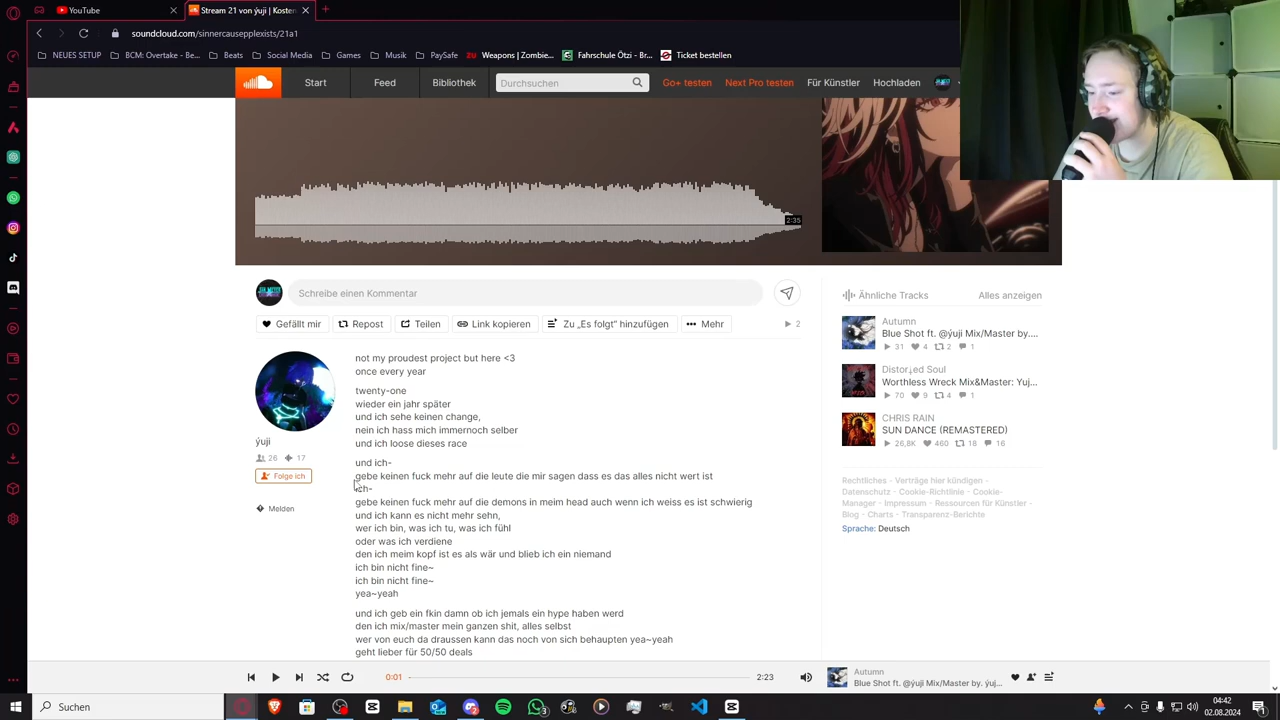 YouTube
Stream 21 von ýuji | Kosten
soundcloud.com/sinnercausepplexists/21a1
NEUES SETUP
BCM: Overtake - Be...
Beats
Social Media
Games
Musik
PaySafe
Weapons | Zombie...
Fahrschule Ötzi - Br...
Ticket bestellen
Start
Feed
Bibliothek
Durchsuchen
Go+ testen
Next Pro testen
Für Künstler
Hochladen
2:35
Schreibe einen Kommentar
Gefällt mir
Repost
Teilen
Link kopieren
Zu „Es folgt“ hinzufügen
Mehr
2
ýuji
26 17
Folge ich
Melden
not my proudest project but here <3
once every year
twenty-one
wieder ein jahr später
und ich sehe keinen change,
nein ich hass mich immernoch selber
und ich loose dieses race
und ich-
gebe keinen fuck mehr auf die leute die mir sagen dass es das alles nicht wert ist
ich-
gebe keinen fuck mehr auf die demons in meim head auch wenn ich weiss es ist schwierig
und ich kann es nicht mehr sehn,
wer ich bin, was ich tu, was ich fühl
oder was ich verdiene
den ich meim kopf ist es als wär und blieb ich ein niemand
ich bin nicht fine~
ich bin nicht fine~
yea~yeah
und ich geb ein fkin damn ob ich jemals ein hype haben werd
den ich mix/master mein ganzen shit, alles selbst
wer von euch da draussen kann das noch von sich behaupten yea~yeah
geht lieber für 50/50 deals
Ähnliche Tracks
Alles anzeigen
Autumn
Blue Shot ft. @ýuji Mix/Master by....
31 4 2 1
Distor¡ed Soul
Worthless Wreck Mix&Master: Yuj...
70 9 4 1
CHRIS RAIN
SUN DANCE (REMASTERED)
26,8K 460 18 16
Rechtliches - Verträge hier kündigen -
Datenschutz - Cookie-Richtlinie - Cookie-
Manager - Impressum - Ressourcen für Künstler -
Blog - Charts - Transparenz-Berichte
Sprache: Deutsch
0:01
2:23
Autumn
Blue Shot ft. @ýuji Mix/Master by. ýuj...
Suchen
3
04:42
02.08.2024
1